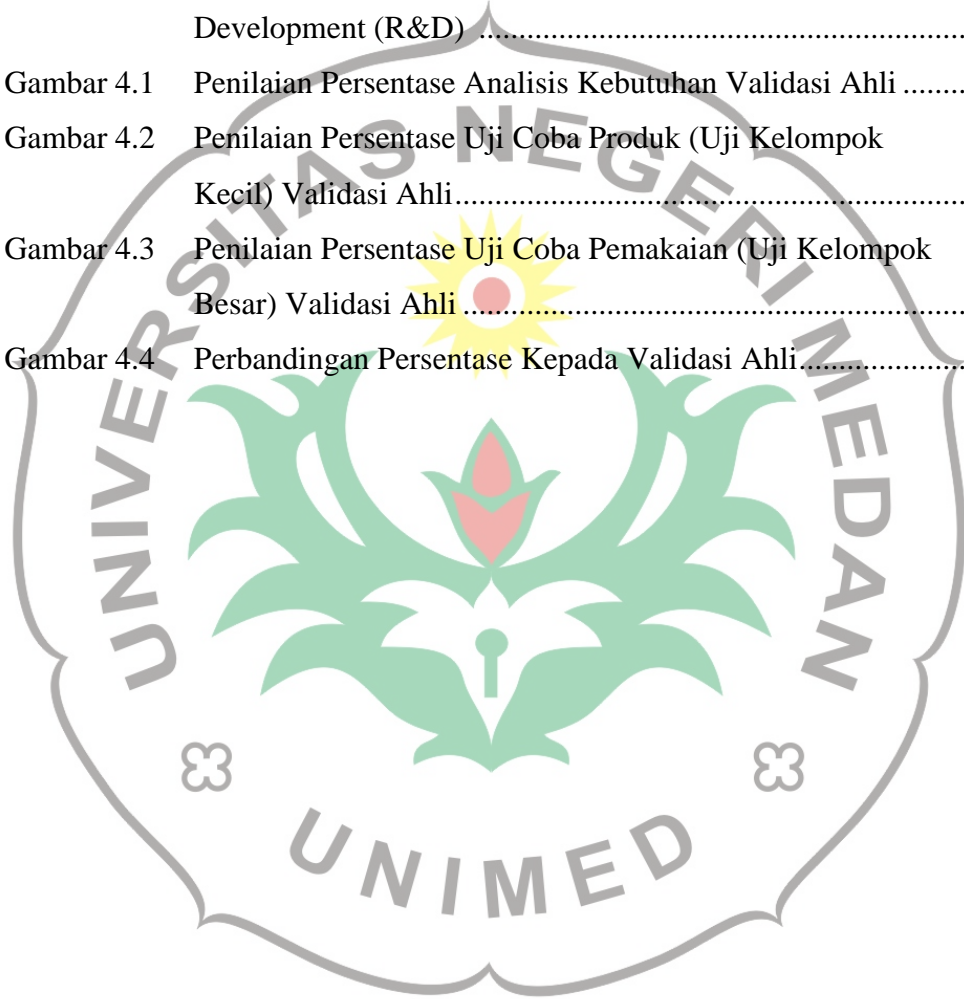 Development (R&D) ............................................................
Gambar 4.1 Penilaian Persentase Analisis Kebutuhan Validasi Ahli ........
Gambar 4.2 Penilaian Persentase Uji Coba Produk (Uji Kelompok
Kecil) Validasi Ahli...............................................................
Gambar 4.3 Penilaian Persentase Uji Coba Pemakaian (Uji Kelompok
Besar) Validasi Ahli ..............................................................
Gambar 4.4 Perbandingan Persentase Kepada Validasi Ahli.....................
UNIVERSITAS NEGERI MEDAN
UNIMED